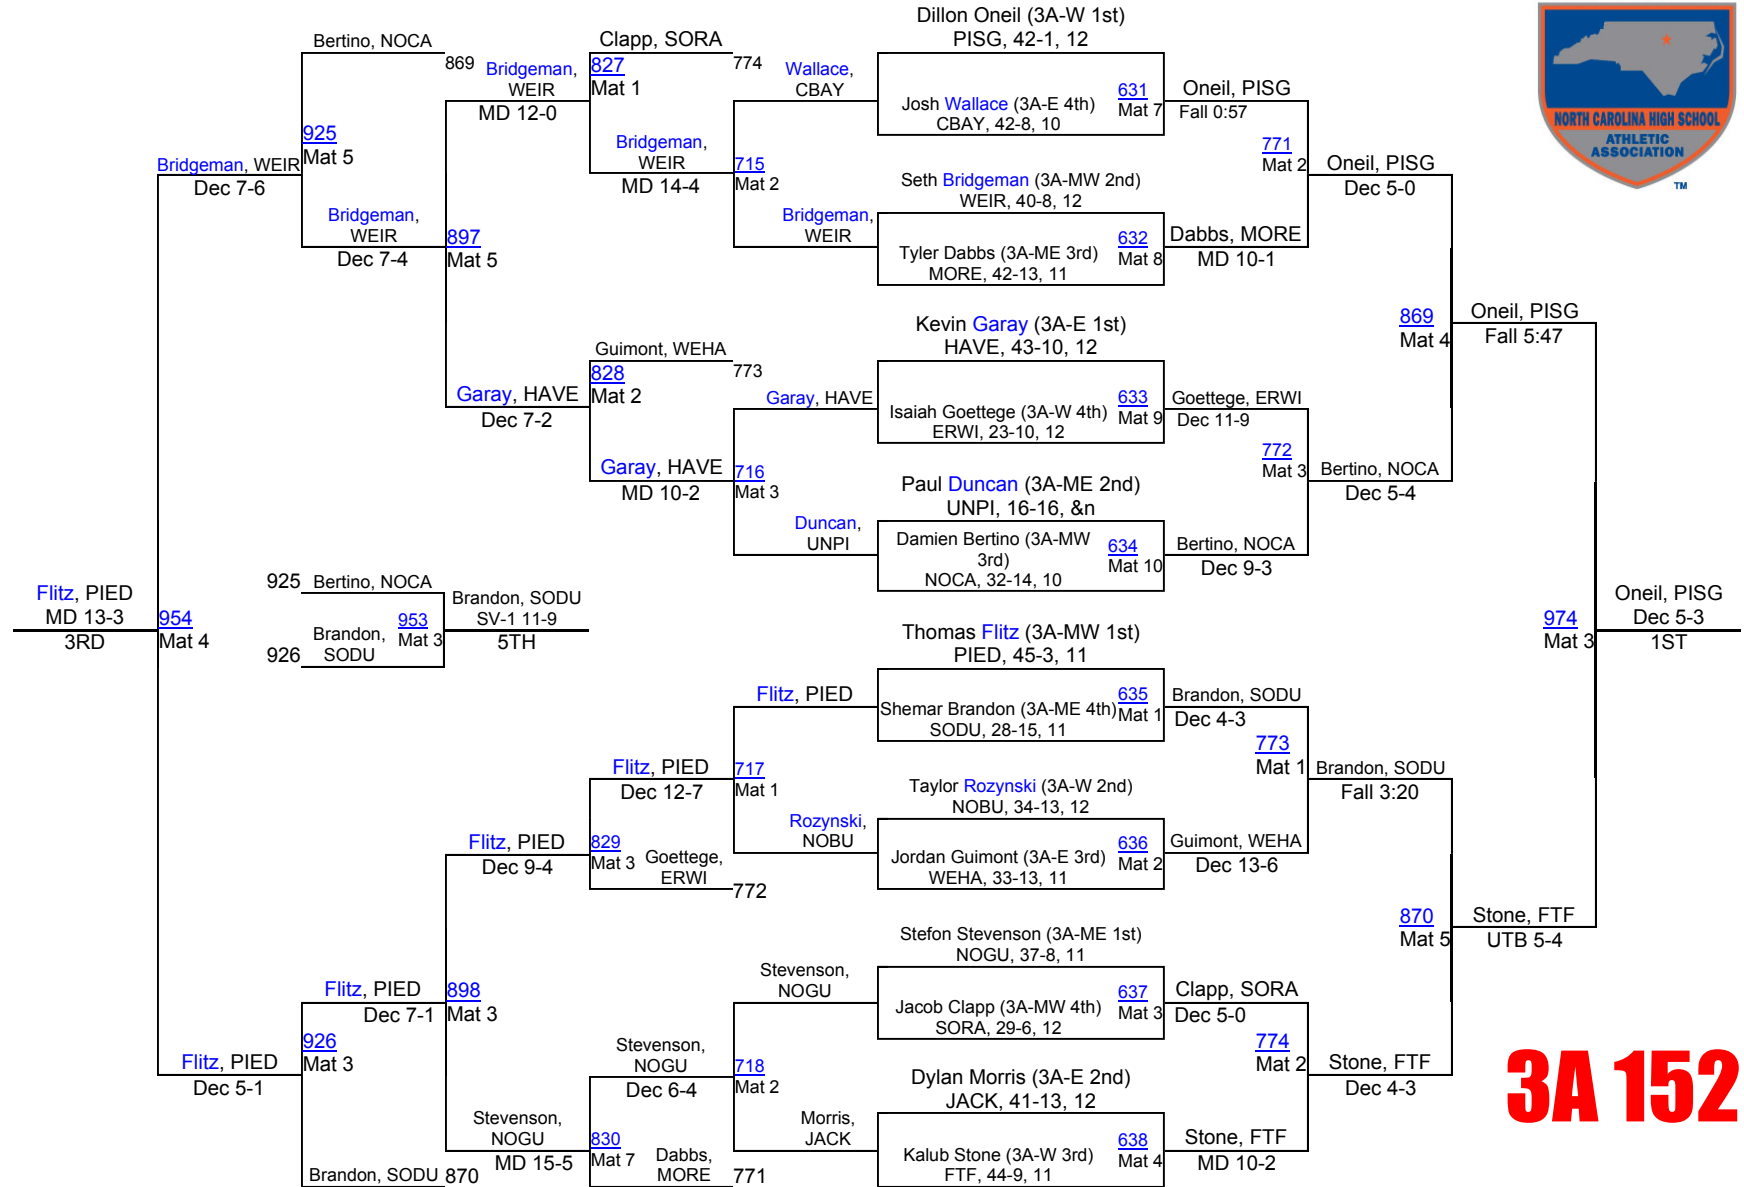 Dillon Oneil (3A-W 1st)
PISG, 42-1, 12
Bertino, NOCA
869
Bridgeman,
WEIR
MD 12-0
Clapp, SORA
774
827
Mat 1
Wallace,
CBAY
Josh Wallace (3A-E 4th)
CBAY, 42-8, 10
631
Mat 7
Oneil, PISG
Fall 0:57
NORTH CAROLINA HIGH SCHOOL
ATHLETIC
ASSOCIATION
TM
925
Mat 5
Bridgeman, WEIR
Dec 7-6
Bridgeman,
WEIR
MD 14-4
715
Mat 2
771
Mat 2
Oneil, PISG
Dec 5-0
Seth Bridgeman (3A-MW 2nd)
WEIR, 40-8, 12
Bridgeman,
WEIR
Dec 7-4
897
Mat 5
Bridgeman,
WEIR
Tyler Dabbs (3A-ME 3rd)
MORE, 42-13, 11
632
Mat 8
Dabbs, MORE
MD 10-1
Kevin Garay (3A-E 1st)
HAVE, 43-10, 12
869
Mat 4
Oneil, PISG
Fall 5:47
Guimont, WEHA
773
828
Mat 2
Garay, HAVE
Dec 7-2
Garay, HAVE
Isaiah Goettege (3A-W 4th)
ERWI, 23-10, 12
633
Mat 9
Goettege, ERWI
Dec 11-9
Garay, HAVE
MD 10-2
716
Mat 3
772
Mat 3
Bertino, NOCA
Dec 5-4
Paul Duncan (3A-ME 2nd)
UNPI, 16-16, &n
Duncan,
UNPI
Damien Bertino (3A-MW
3rd)
NOCA, 32-14, 10
634
Mat 10
Bertino, NOCA
Dec 9-3
Flitz, PIED
MD 13-3
3RD
954
Mat 4
925
Bertino, NOCA
Brandon,
SODU
926
953
Mat 3
Brandon, SODU
SV-1 11-9
5TH
974
Mat 3
Oneil, PISG
Dec 5-3
1ST
Thomas Flitz (3A-MW 1st)
PIED, 45-3, 11
Flitz, PIED
Shemar Brandon (3A-ME 4th)
SODU, 28-15, 11
635
Mat 1
Brandon, SODU
Dec 4-3
Flitz, PIED
Dec 12-7
717
Mat 1
773
Mat 1
Brandon, SODU
Fall 3:20
Taylor Rozynski (3A-W 2nd)
NOBU, 34-13, 12
Flitz, PIED
Dec 9-4
829
Mat 3
Goettege,
ERWI
772
Rozynski,
NOBU
Jordan Guimont (3A-E 3rd)
WEHA, 33-13, 11
636
Mat 2
Guimont, WEHA
Dec 13-6
870
Mat 5
Stone, FTF
UTB 5-4
Stefon Stevenson (3A-ME 1st)
NOGU, 37-8, 11
Flitz, PIED
Dec 7-1
898
Mat 3
Stevenson,
NOGU
Jacob Clapp (3A-MW 4th)
SORA, 29-6, 12
637
Mat 3
Clapp, SORA
Dec 5-0
926
Mat 3
Flitz, PIED
Dec 5-1
Stevenson,
NOGU
Dec 6-4
718
Mat 2
774
Mat 2
Stone, FTF
Dec 4-3
Dylan Morris (3A-E 2nd)
JACK, 41-13, 12
Stevenson,
NOGU
MD 15-5
830
Mat 7
Dabbs,
MORE
771
Morris,
JACK
Kalub Stone (3A-W 3rd)
FTF, 44-9, 11
638
Mat 4
Stone, FTF
MD 10-2
Brandon, SODU
870
3A 152